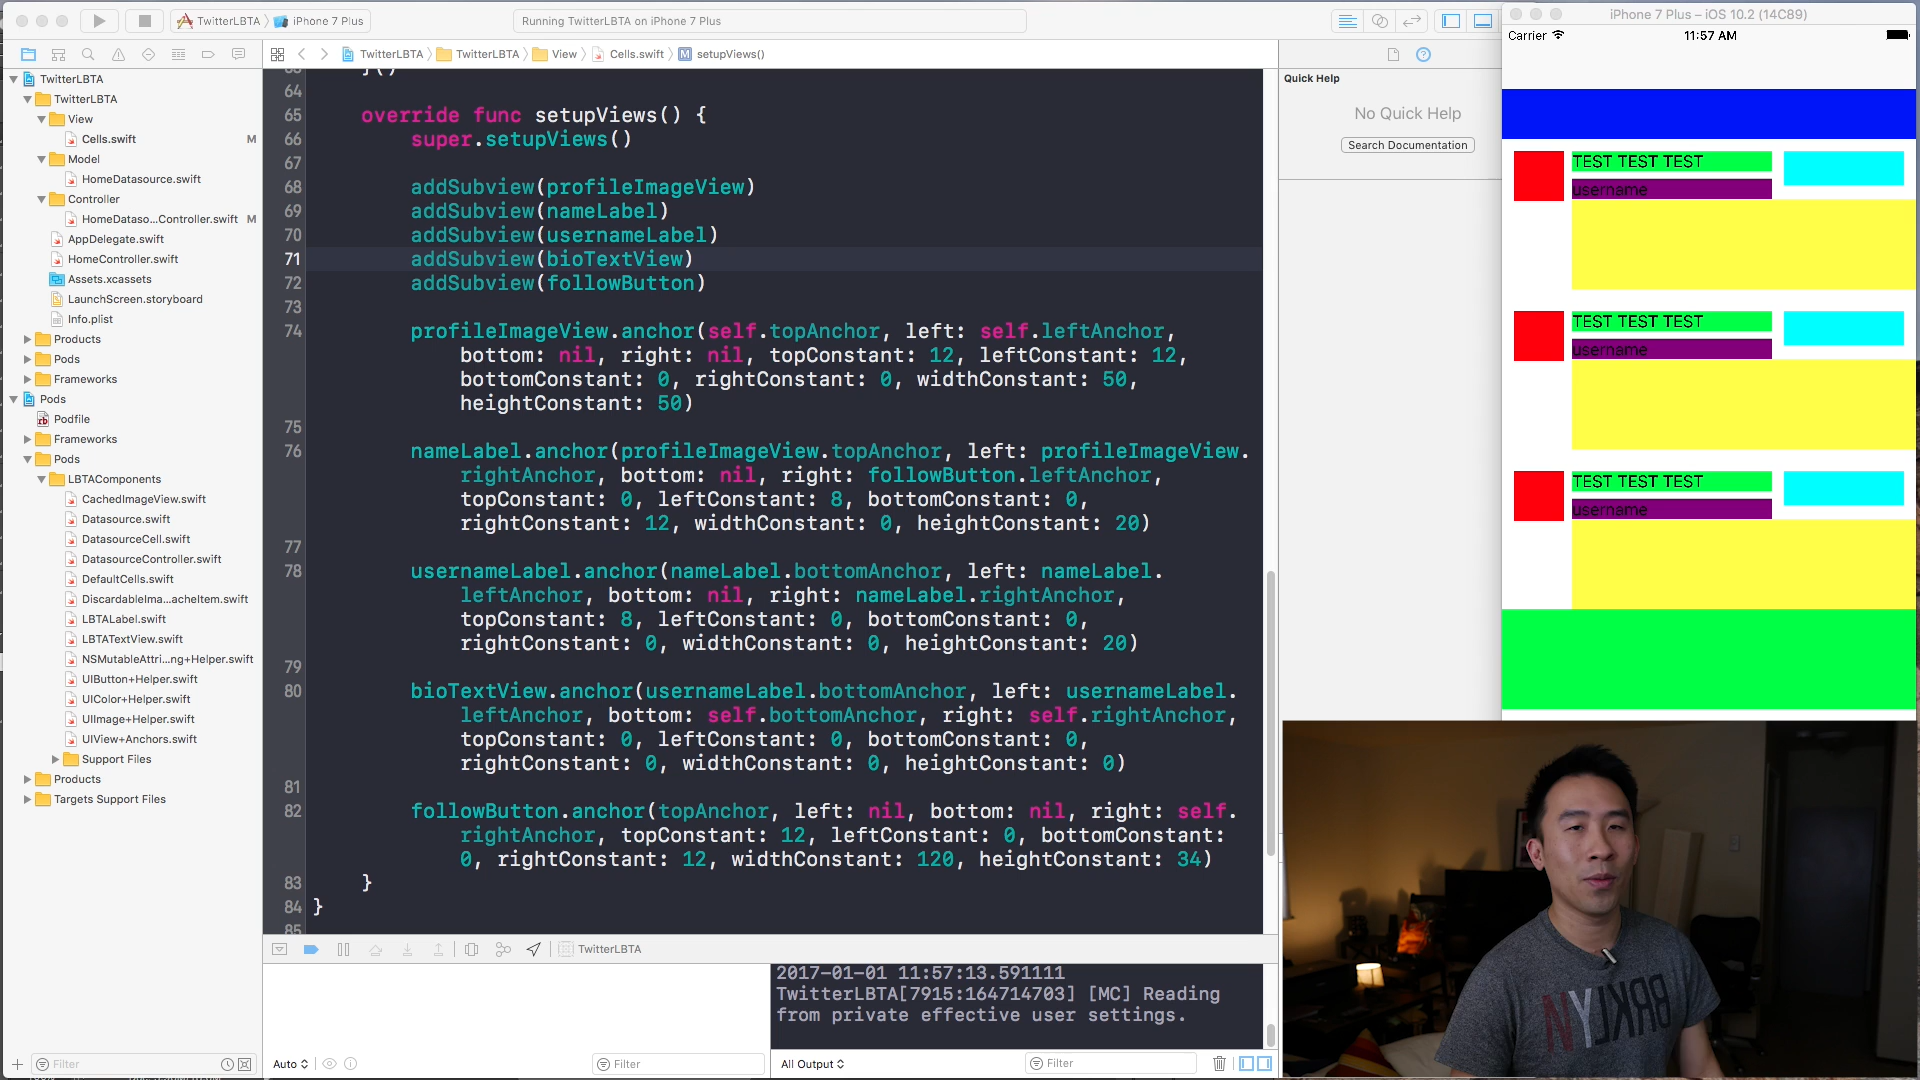 TwitterLBTA
iPhone 7 Plus
Running TwitterLBTA on iPhone 7 Plus
iPhone 7 Plus – iOS 10.2 (14C89)
Carrier
11:57 AM
TwitterLBTA
TwitterLBTA
View
Cells.swift
M
setupViews()
TwitterLBTA
TwitterLBTA
View
Cells.swift
M
Model
HomeDatasource.swift
Controller
HomeDataso...Controller.swift
M
AppDelegate.swift
HomeController.swift
Assets.xcassets
LaunchScreen.storyboard
Info.plist
Products
Pods
Frameworks
Pods
Podfile
Frameworks
Pods
LBTAComponents
CachedImageView.swift
Datasource.swift
DatasourceCell.swift
DatasourceController.swift
DefaultCells.swift
DiscardableIma...acheItem.swift
LBTALabel.swift
LBTATextView.swift
NSMutableAttri...ng+Helper.swift
UIButton+Helper.swift
UIColor+Helper.swift
UIImage+Helper.swift
UIView+Anchors.swift
Support Files
Products
Targets Support Files
Filter
63 }()
64
65 override func setupViews() {
66 super.setupViews()
67
68 addSubview(profileImageView)
69 addSubview(nameLabel)
70 addSubview(usernameLabel)
71 addSubview(bioTextView)
72 addSubview(followButton)
73
74 profileImageView.anchor(self.topAnchor, left: self.leftAnchor,
bottom: nil, right: nil, topConstant: 12, leftConstant: 12,
bottomConstant: 0, rightConstant: 0, widthConstant: 50,
heightConstant: 50)
75
76 nameLabel.anchor(profileImageView.topAnchor, left: profileImageView.
rightAnchor, bottom: nil, right: followButton.leftAnchor,
topConstant: 0, leftConstant: 8, bottomConstant: 0,
rightConstant: 12, widthConstant: 0, heightConstant: 20)
77
78 usernameLabel.anchor(nameLabel.bottomAnchor, left: nameLabel.
leftAnchor, bottom: nil, right: nameLabel.rightAnchor,
topConstant: 8, leftConstant: 0, bottomConstant: 0,
rightConstant: 0, widthConstant: 0, heightConstant: 20)
79
80 bioTextView.anchor(usernameLabel.bottomAnchor, left: usernameLabel.
leftAnchor, bottom: self.bottomAnchor, right: self.rightAnchor,
topConstant: 0, leftConstant: 0, bottomConstant: 0,
rightConstant: 0, widthConstant: 0, heightConstant: 0)
81
82 followButton.anchor(topAnchor, left: nil, bottom: nil, right: self.
rightAnchor, topConstant: 12, leftConstant: 0, bottomConstant:
0, rightConstant: 12, widthConstant: 120, heightConstant: 34)
83 }
84 }
85
TwitterLBTA
Auto
Filter
2017-01-01 11:57:13.591111
TwitterLBTA[7915:164714703] [MC] Reading
from private effective user settings.
All Output
Filter
Quick Help
No Quick Help
Search Documentation
TEST TEST TEST
username
TEST TEST TEST
username
TEST TEST TEST
username
BRKLYN